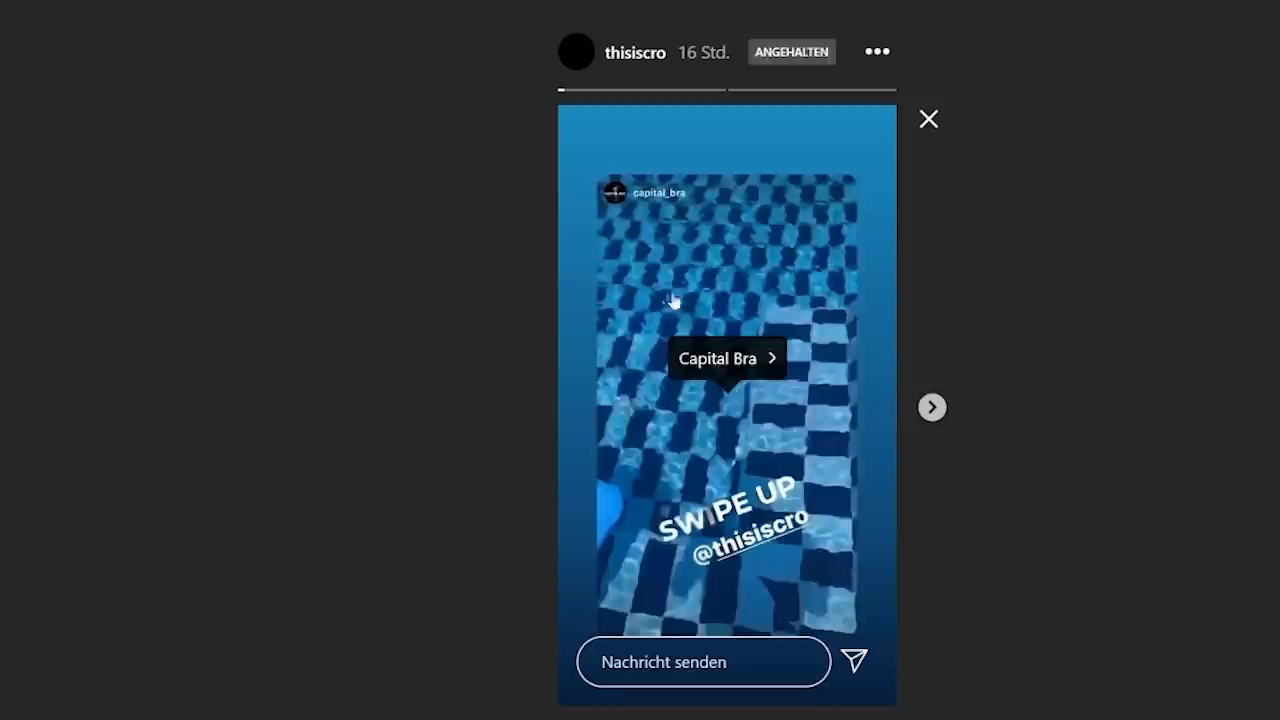 thisiscro 16 Std. ANGEHALTEN
capital_bra
Capital Bra
SWIPE UP
@thisiscro
Nachricht senden